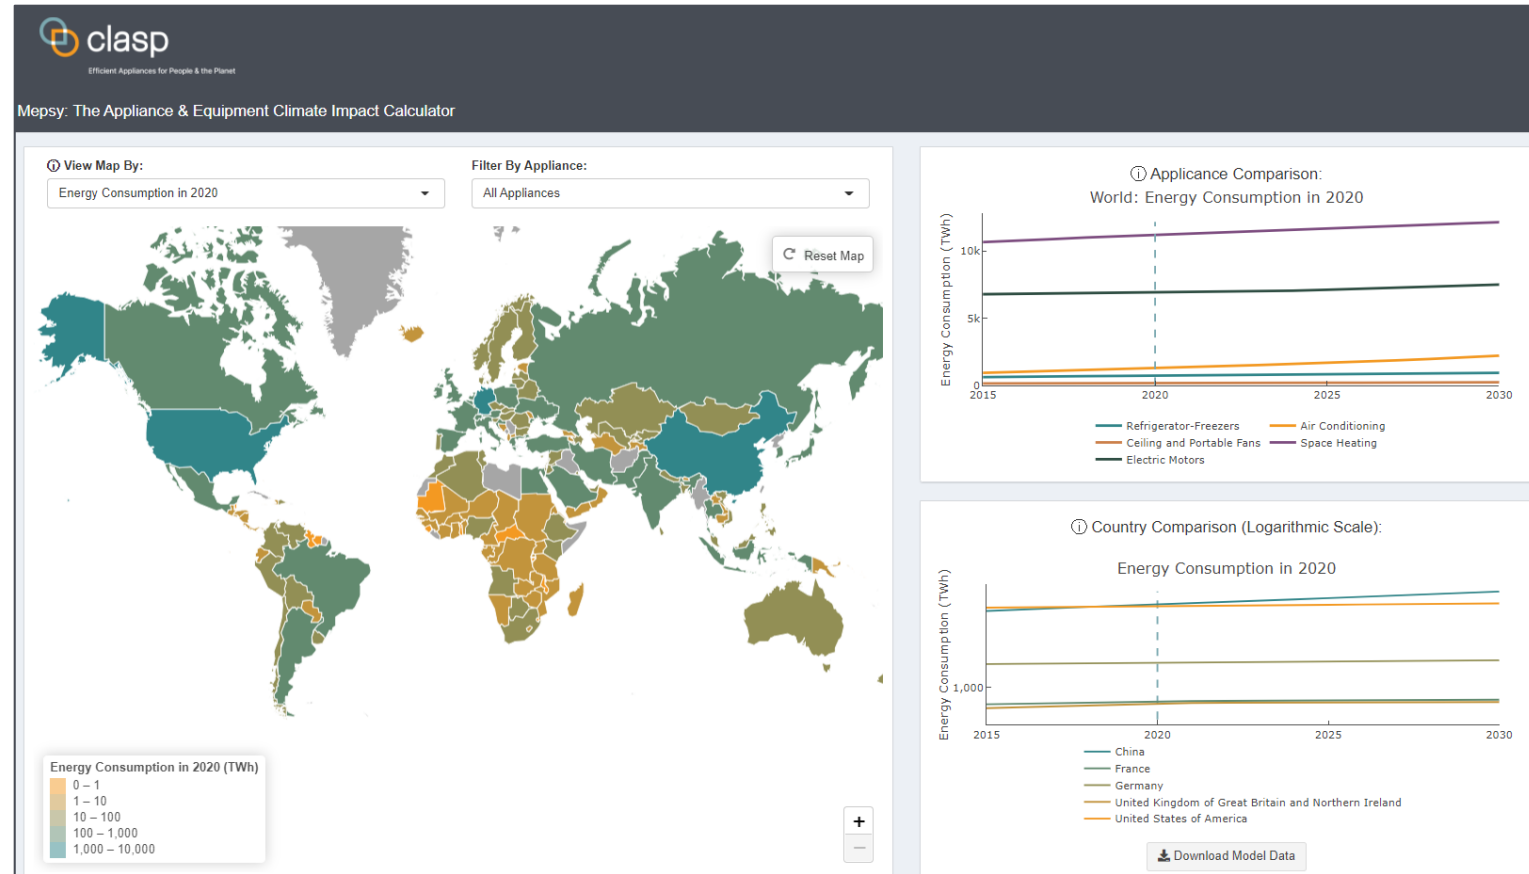 clasp
Efficient Appliances for People & the Planet
Mepsy: The Appliance & Equipment Climate Impact Calculator
View Map By:
Energy Consumption in 2020
Filter By Appliance:
All Appliances
Reset Map
Energy Consumption in 2020 (TWh)
0 – 1
1 – 10
10 – 100
100 – 1,000
1,000 – 10,000
+
−
Applicance Comparison:
World: Energy Consumption in 2020
Energy Consumption (TWh)
10k
5k
0
2015 2020 2025 2030
Refrigerator-Freezers Air Conditioning
Ceiling and Portable Fans Space Heating
Electric Motors
Country Comparison (Logarithmic Scale):
Energy Consumption in 2020
Energy Consumption (TWh)
1,000
2015 2020 2025 2030
China
France
Germany
United Kingdom of Great Britain and Northern Ireland
United States of America
Download Model Data